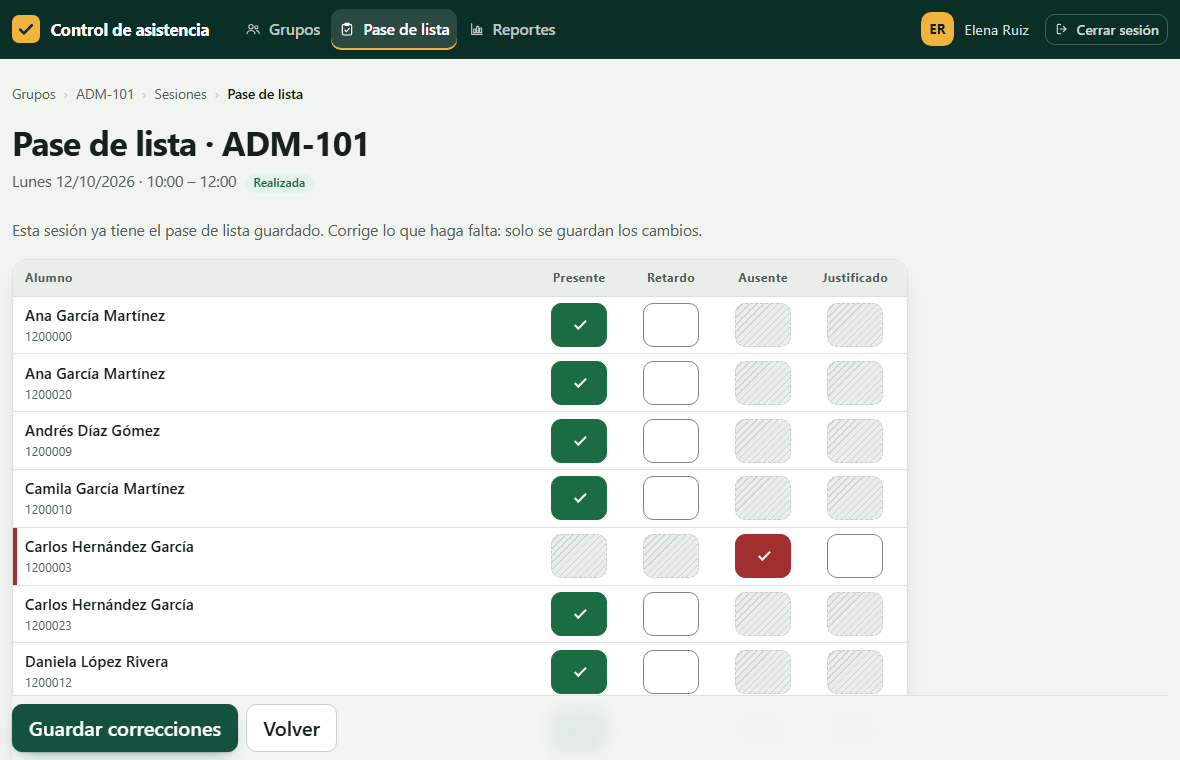 Control de asistencia Grupos Pase de lista Reportes ER Elena Ruiz Cerrar sesión
Grupos › ADM-101 › Sesiones › Pase de lista
Pase de lista · ADM-101
Lunes 12/10/2026 · 10:00 – 12:00 Realizada
Esta sesión ya tiene el pase de lista guardado. Corrige lo que haga falta: solo se guardan los cambios.
Alumno Presente Retardo Ausente Justificado
Ana García Martínez
1200000
Ana García Martínez
1200020
Andrés Díaz Gómez
1200009
Camila García Martínez
1200010
Carlos Hernández García
1200003
Carlos Hernández García
1200023
Daniela López Rivera
1200012
Guardar correcciones Volver